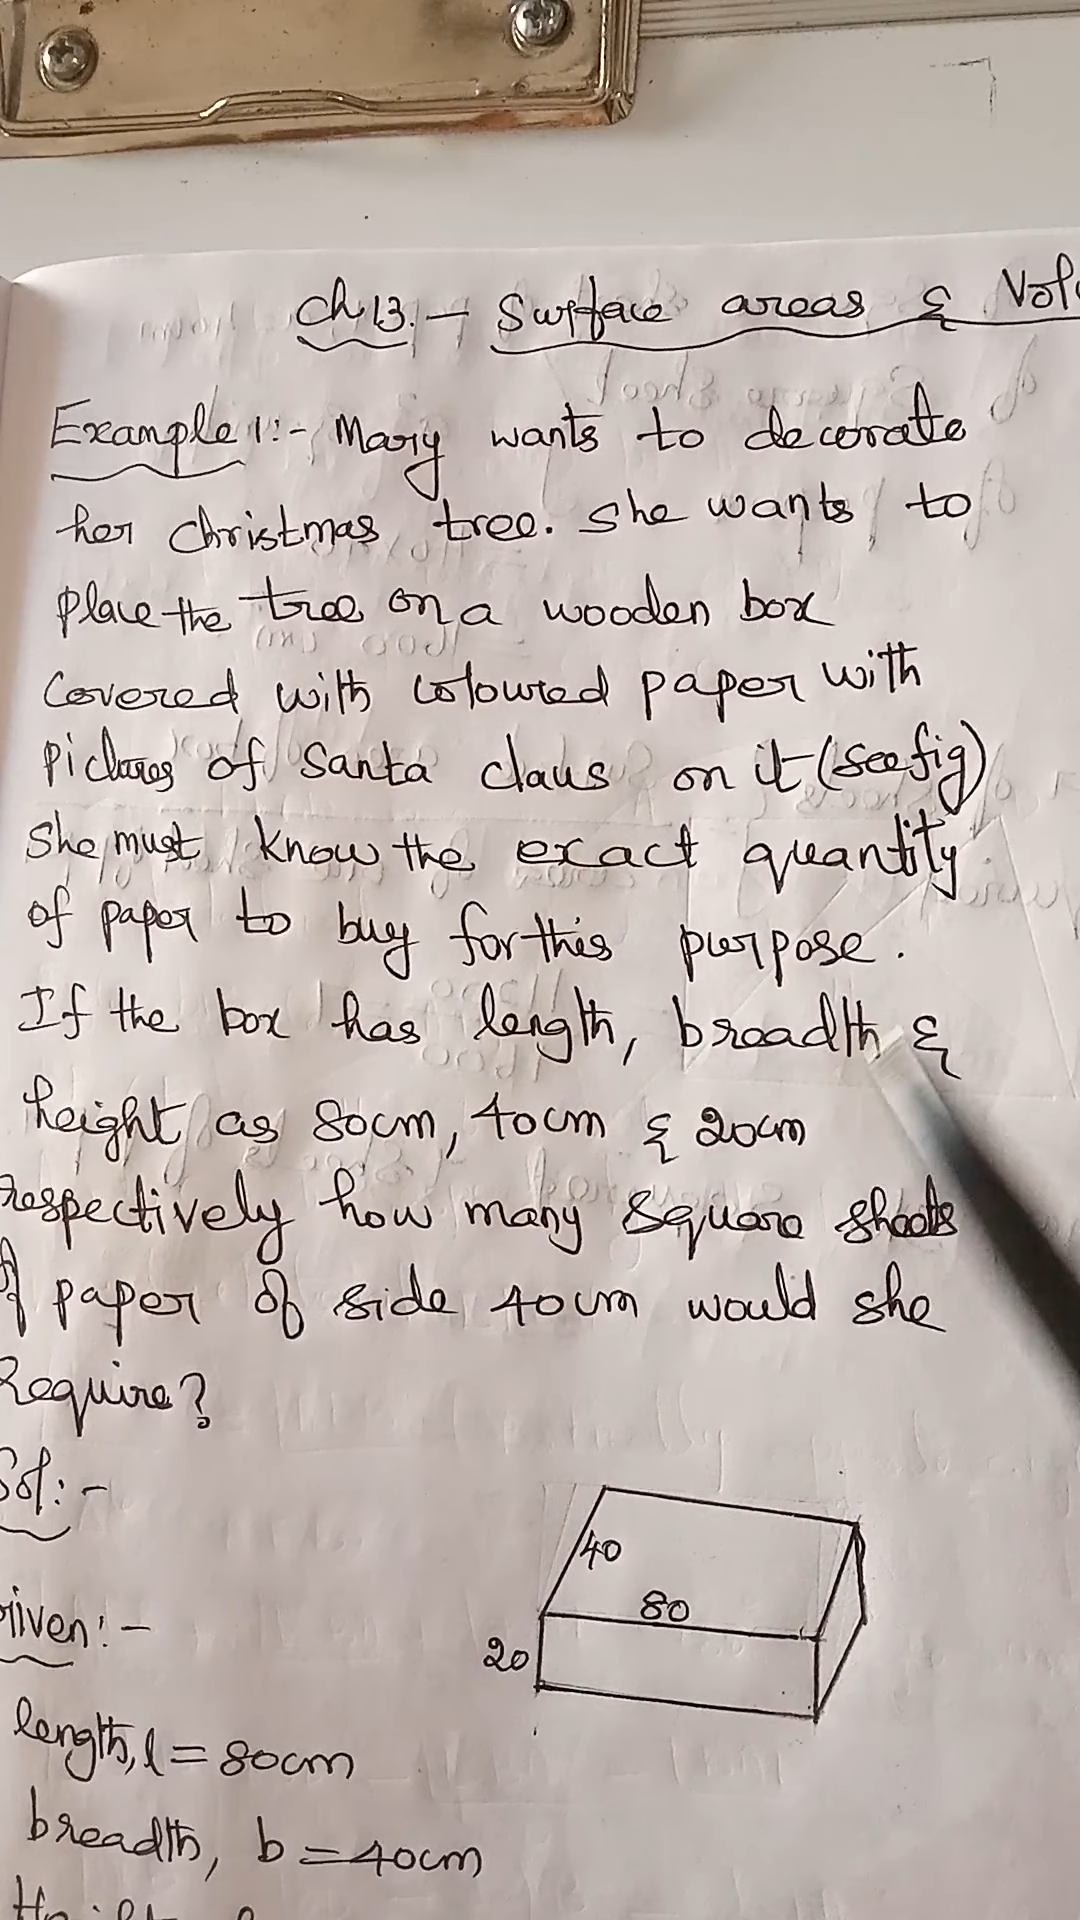 Ch 13. - Surface areas & Vol
Example 1:- Mary wants to decorate
her christmas tree. she wants to
place the tree on a wooden box
covered with coloured paper with
pictures of Santa claus on it (see fig)
She must know the exact quantity
of paper to buy for this purpose.
If the box has length, breadth &
height as 80cm, 40cm & 20cm
respectively how many square sheets
of paper of side 40cm would she
require?
Sol:-
40
80
20
Given:-
length, l = 80cm
breadth, b = 40cm